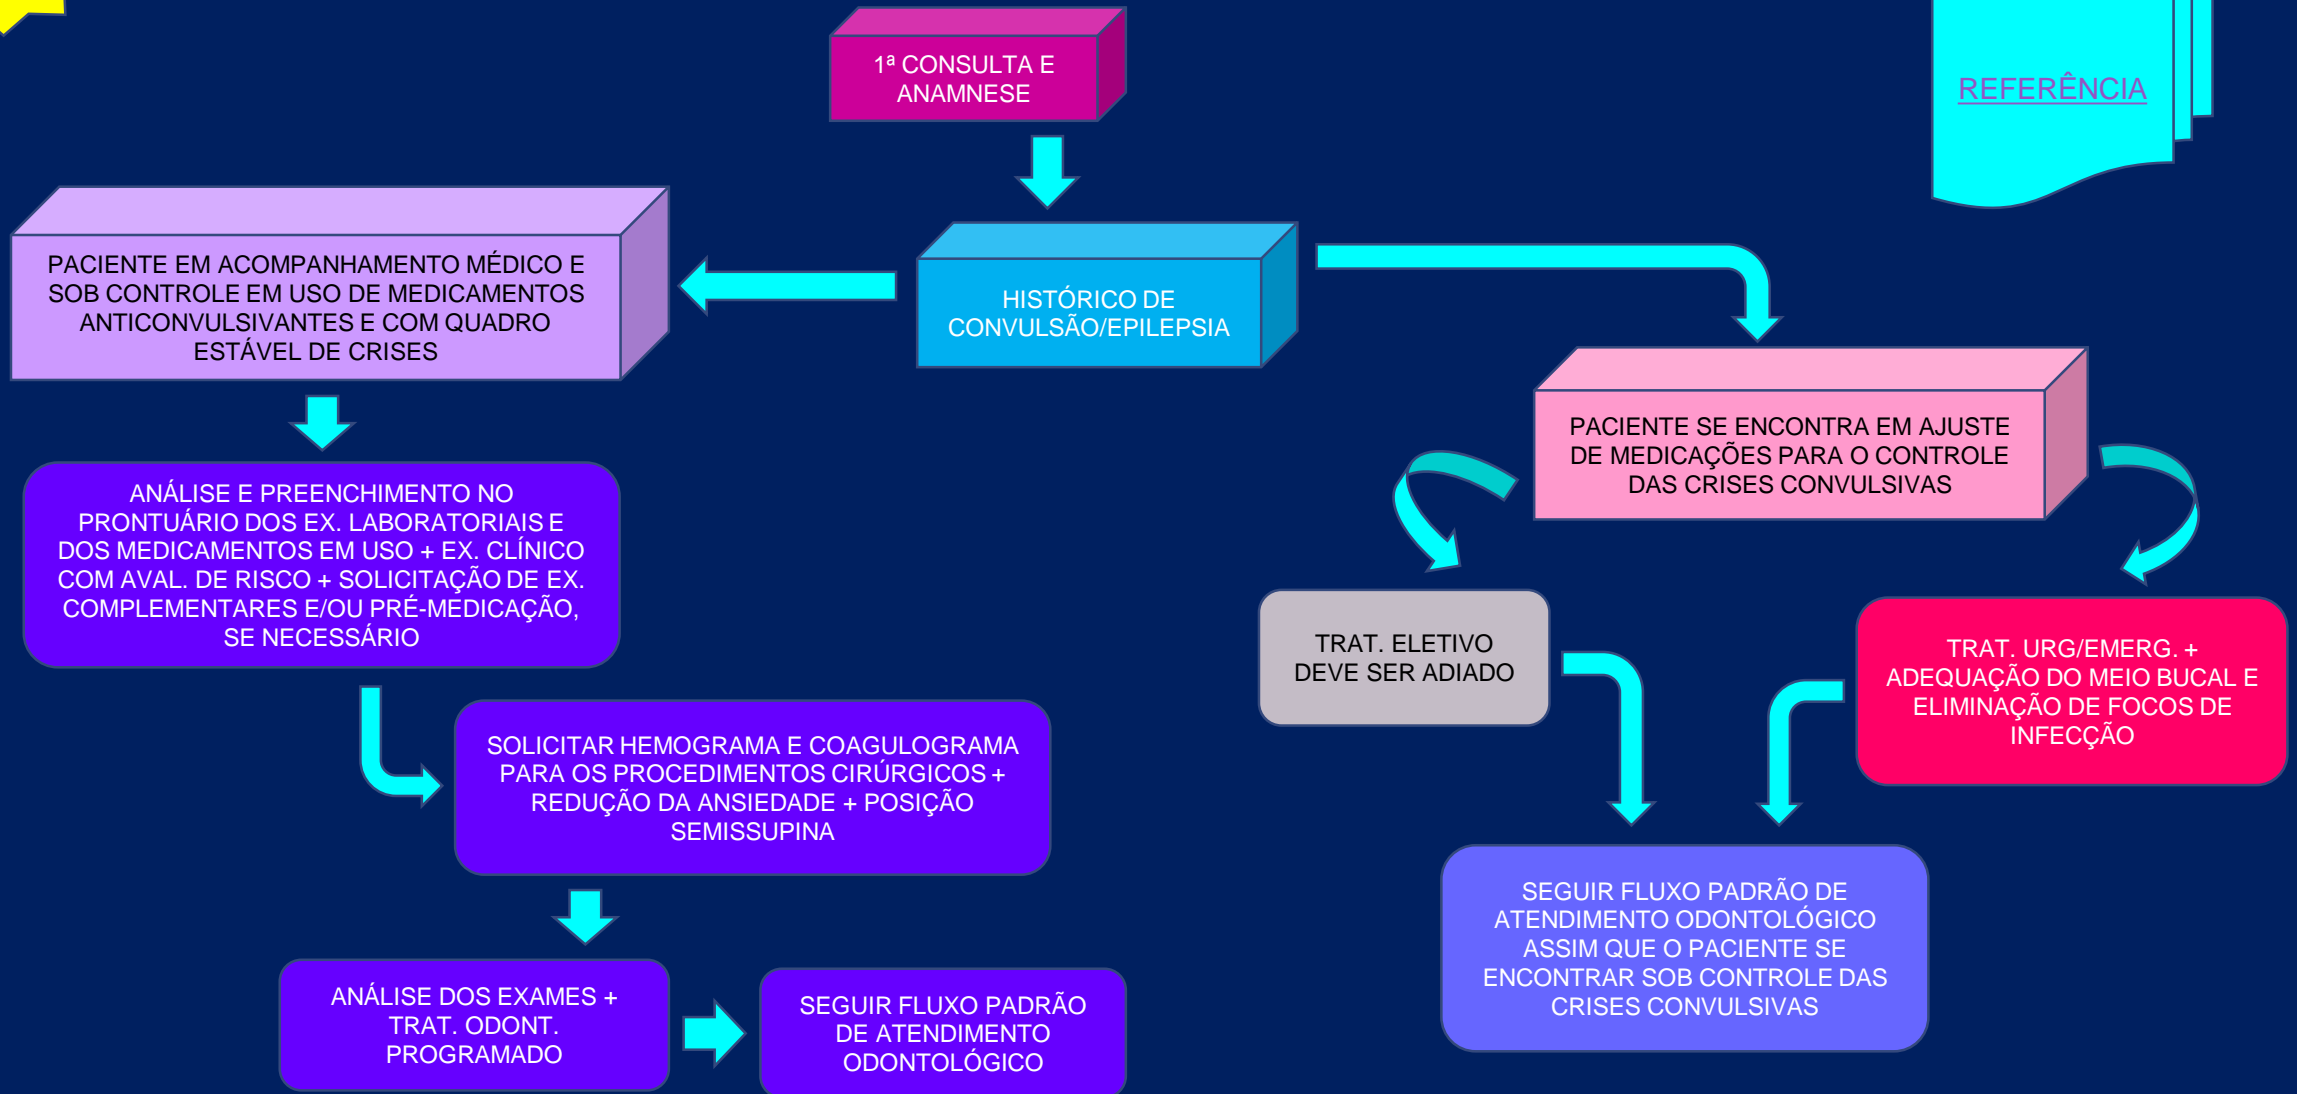 1ª CONSULTA E
ANAMNESE
REFERÊNCIA
HISTÓRICO DE
CONVULSÃO/EPILEPSIA
PACIENTE EM ACOMPANHAMENTO MÉDICO E
SOB CONTROLE EM USO DE MEDICAMENTOS
ANTICONVULSIVANTES E COM QUADRO
ESTÁVEL DE CRISES
ANÁLISE E PREENCHIMENTO NO
PRONTUÁRIO DOS EX. LABORATORIAIS E
DOS MEDICAMENTOS EM USO + EX. CLÍNICO
COM AVAL. DE RISCO + SOLICITAÇÃO DE EX.
COMPLEMENTARES E/OU PRÉ-MEDICAÇÃO,
SE NECESSÁRIO
SOLICITAR HEMOGRAMA E COAGULOGRAMA
PARA OS PROCEDIMENTOS CIRÚRGICOS +
REDUÇÃO DA ANSIEDADE + POSIÇÃO
SEMISSUPINA
ANÁLISE DOS EXAMES +
TRAT. ODONT.
PROGRAMADO
SEGUIR FLUXO PADRÃO
DE ATENDIMENTO
ODONTOLÓGICO
PACIENTE SE ENCONTRA EM AJUSTE
DE MEDICAÇÕES PARA O CONTROLE
DAS CRISES CONVULSIVAS
TRAT. ELETIVO
DEVE SER ADIADO
TRAT. URG/EMERG. +
ADEQUAÇÃO DO MEIO BUCAL E
ELIMINAÇÃO DE FOCOS DE
INFECÇÃO
SEGUIR FLUXO PADRÃO DE
ATENDIMENTO ODONTOLÓGICO
ASSIM QUE O PACIENTE SE
ENCONTRAR SOB CONTROLE DAS
CRISES CONVULSIVAS